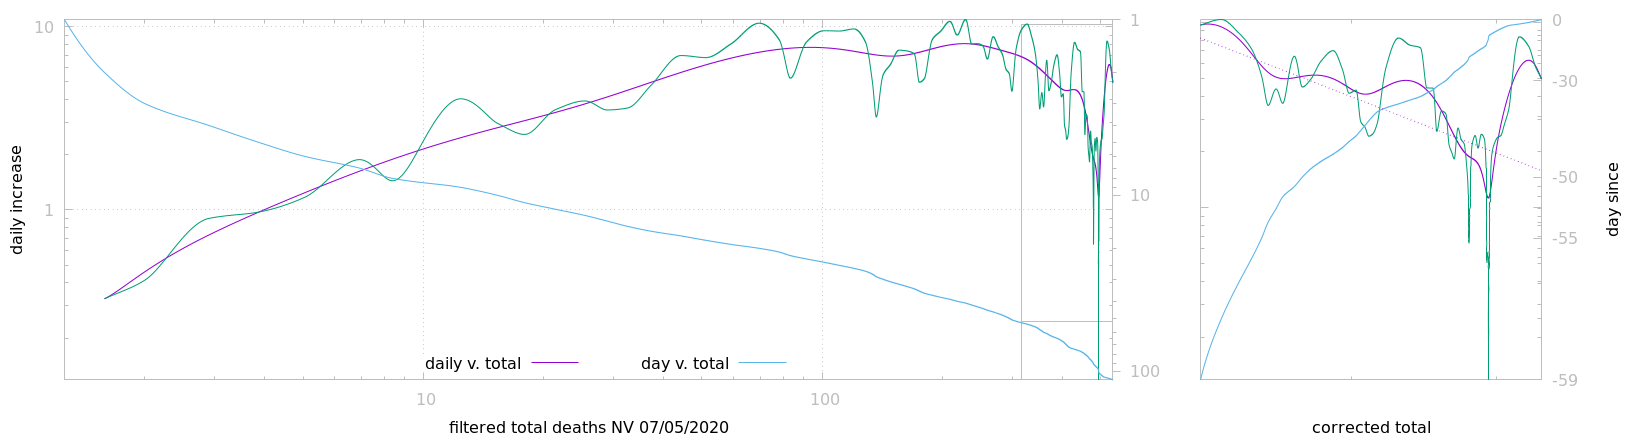 10
1
daily increase
10
100
filtered total deaths NV 07/05/2020
daily v. total
day v. total
1
10
100
0
-30
-50
-55
-59
day since
corrected total